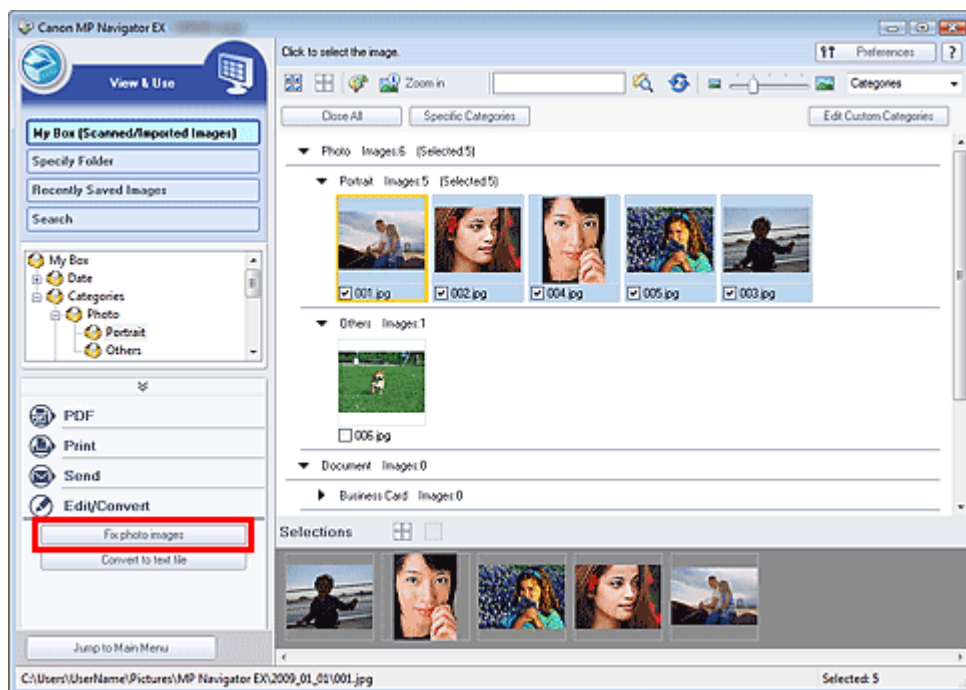 Canon MP Navigator EX
View & Use
My Box (Scanned/Imported Images)
Specify Folder
Recently Saved Images
Search
My Box
Date
Categories
Photo
Portrait
Others
PDF
Print
Send
Edit/Convert
Fix photo images
Convert to text file
Jump to Main Menu
Click to select the image.
Preferences
?
Zoom in
Categories
Close All
Specific Categories
Edit Custom Categories
Photo Images:6 (Selected:5)
Portrait Images:5 (Selected:5)
001.jpg
002.jpg
004.jpg
005.jpg
003.jpg
Others Images:1
006.jpg
Document Images:0
Business Card Images:0
Selections
C:\Users\UserName\Pictures\MP Navigator EX\2009_01_01\001.jpg
Selected: 5